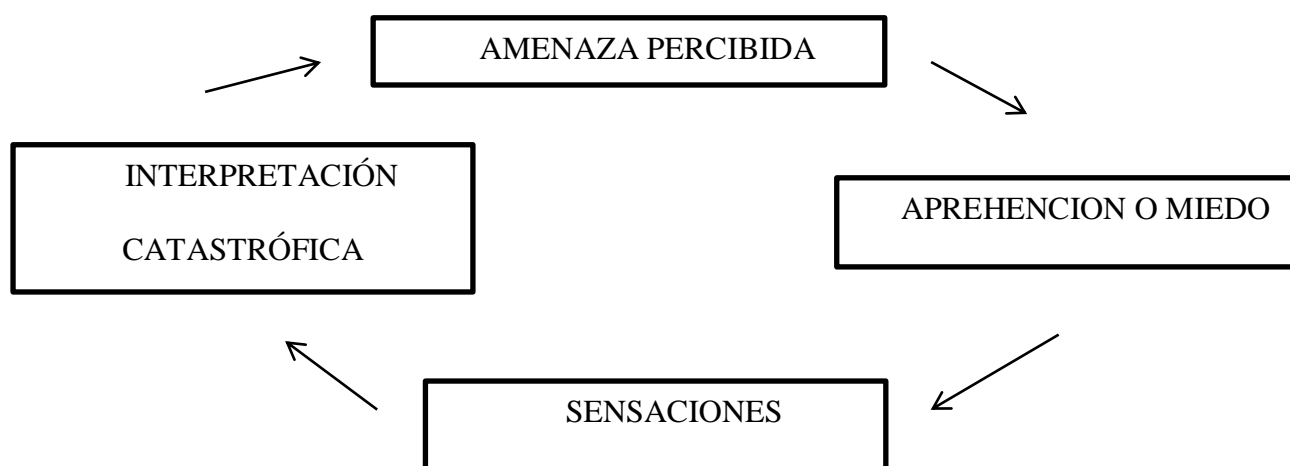 AMENAZA PERCIBIDA
INTERPRETACIÓN
CATASTRÓFICA
APREHENCION O MIEDO
SENSACIONES